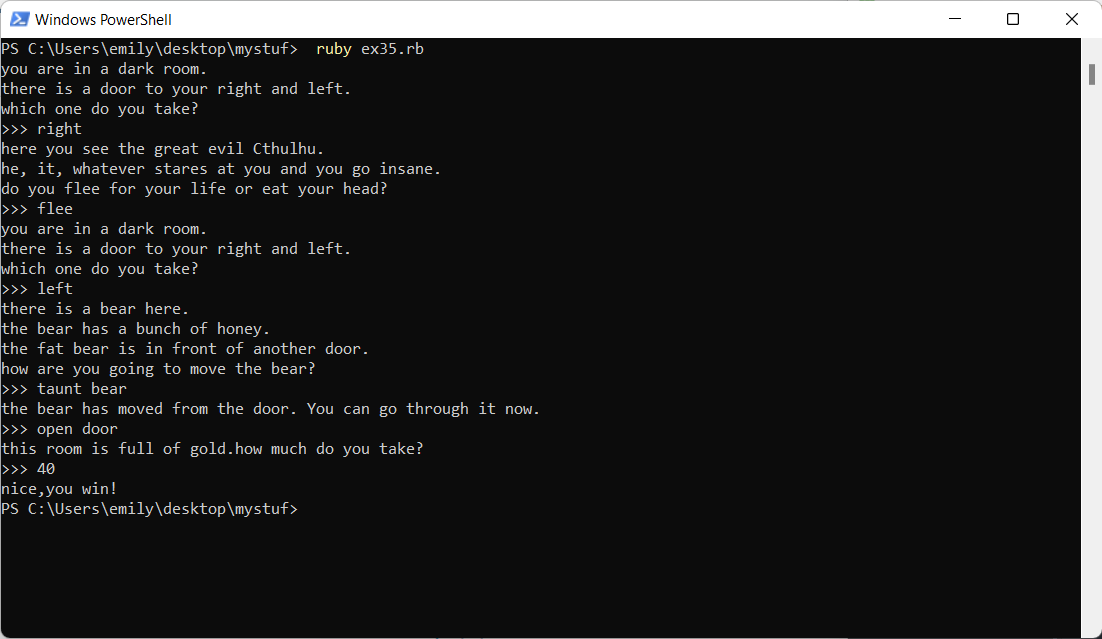 Windows PowerShell
PS C:\Users\emily\desktop\mystuf>  ruby ex35.rb
you are in a dark room.
there is a door to your right and left.
which one do you take?
>>> right
here you see the great evil Cthulhu.
he, it, whatever stares at you and you go insane.
do you flee for your life or eat your head?
>>> flee
you are in a dark room.
there is a door to your right and left.
which one do you take?
>>> left
there is a bear here.
the bear has a bunch of honey.
the fat bear is in front of another door.
how are you going to move the bear?
>>> taunt bear
the bear has moved from the door. You can go through it now.
>>> open door
this room is full of gold.how much do you take?
>>> 40
nice,you win!
PS C:\Users\emily\desktop\mystuf>